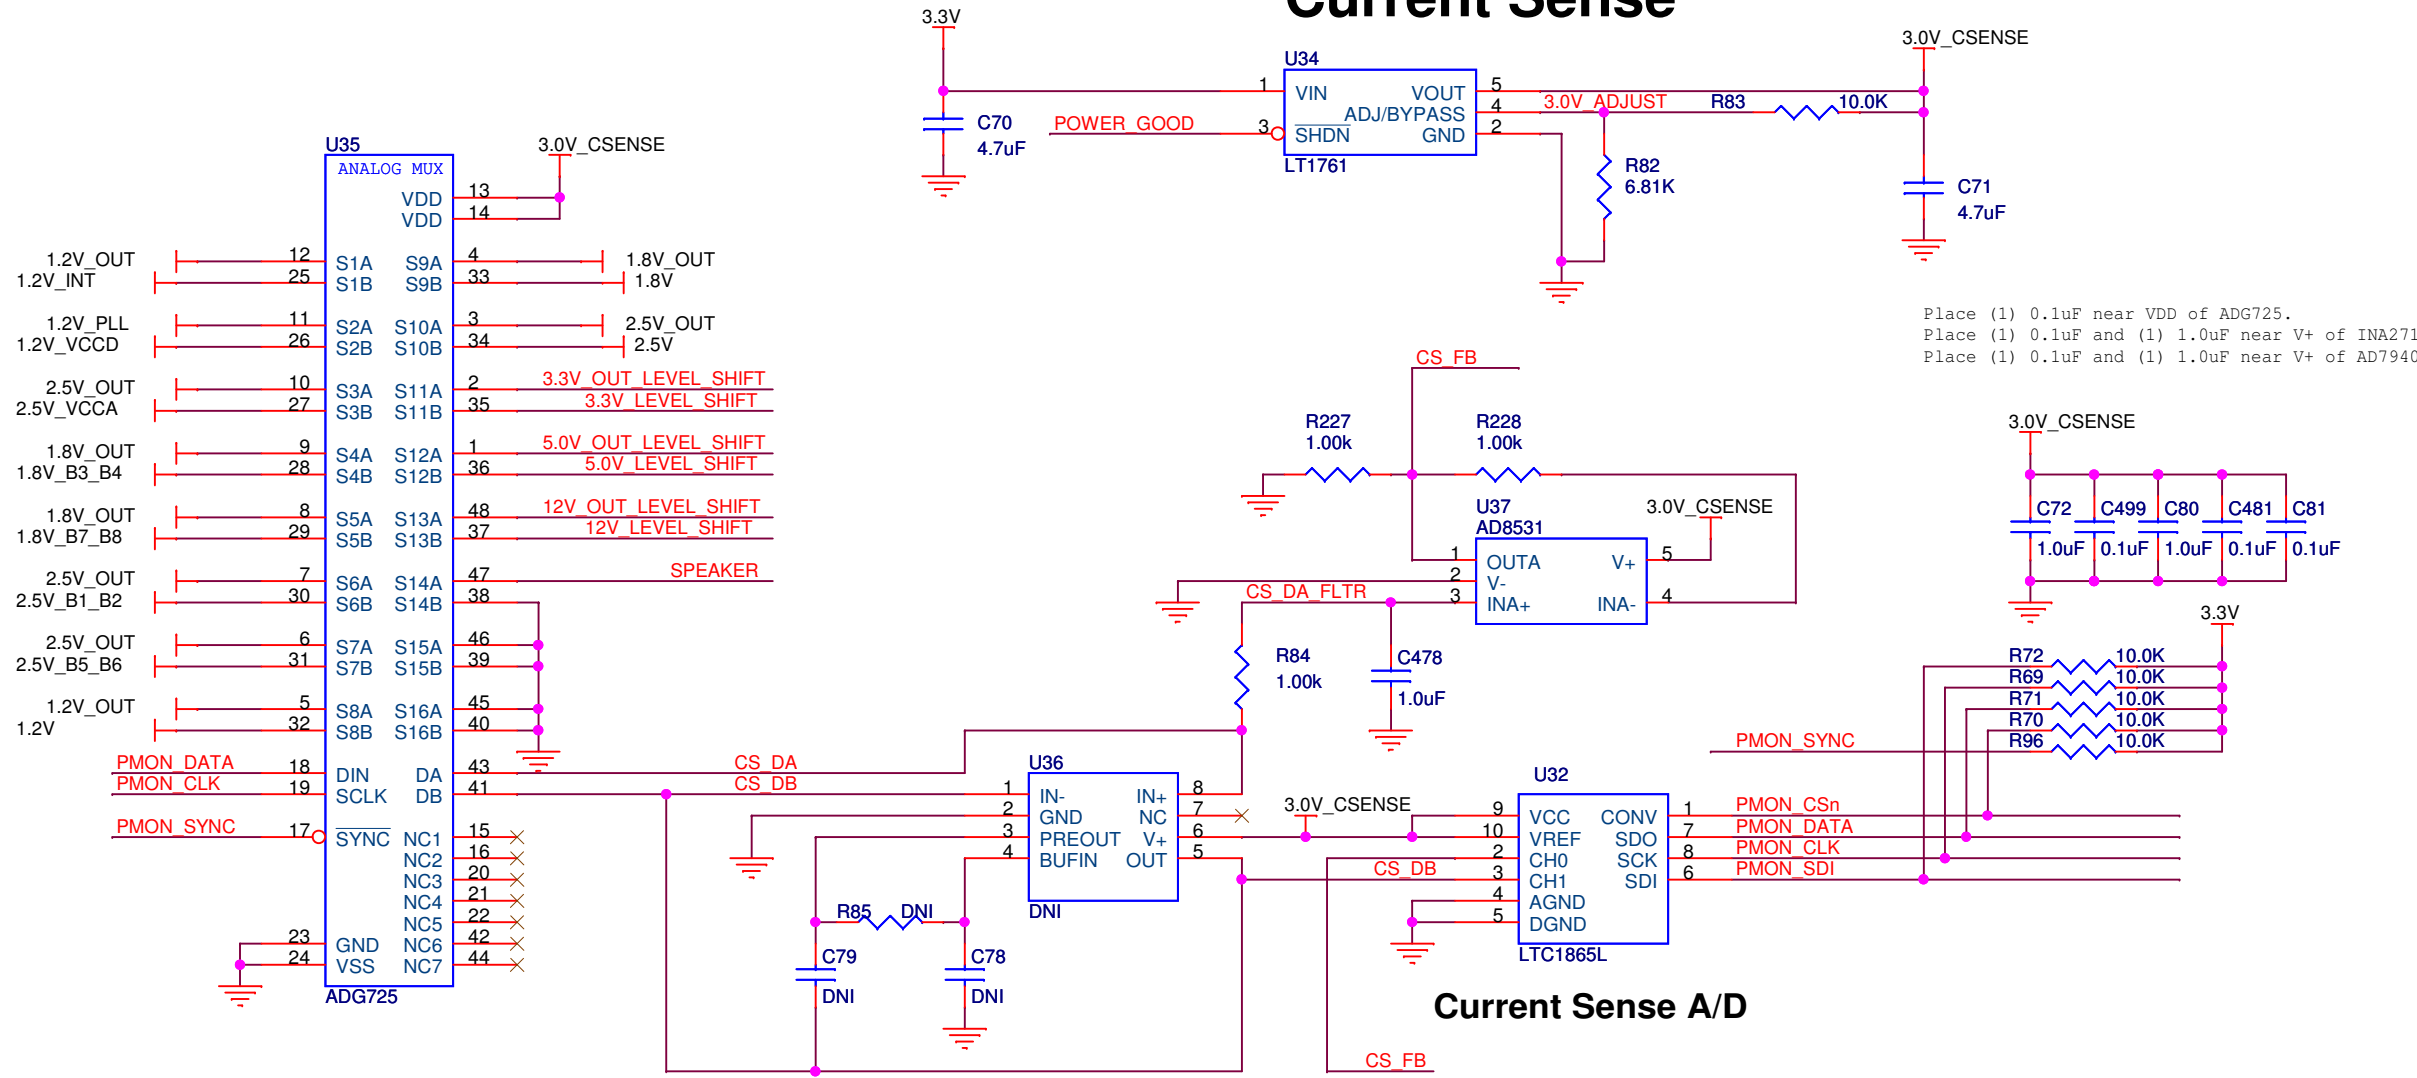 Current Sense
3.3V
U34
1 VIN VOUT 5
ADJ/BYPASS 4
3 SHDN GND 2
LT1761
POWER_GOOD
C70
4.7uF
3.0V_ADJUST
R83 10.0K
R82
6.81K
3.0V_CSENSE
C71
4.7uF
Place (1) 0.1uF near VDD of ADG725.
Place (1) 0.1uF and (1) 1.0uF near V+ of INA271
Place (1) 0.1uF and (1) 1.0uF near V+ of AD7940
U35
ANALOG MUX
3.0V_CSENSE
VDD 13
VDD 14
1.2V_OUT 12 S1A S9A 4 1.8V_OUT
1.2V_INT 25 S1B S9B 33 1.8V
1.2V_PLL 11 S2A S10A 3 2.5V_OUT
1.2V_VCCD 26 S2B S10B 34 2.5V
2.5V_OUT 10 S3A S11A 2 3.3V_OUT_LEVEL_SHIFT
2.5V_VCCA 27 S3B S11B 35 3.3V_LEVEL_SHIFT
1.8V_OUT 9 S4A S12A 1 5.0V_OUT_LEVEL_SHIFT
1.8V_B3_B4 28 S4B S12B 36 5.0V_LEVEL_SHIFT
1.8V_OUT 8 S5A S13A 48 12V_OUT_LEVEL_SHIFT
1.8V_B7_B8 29 S5B S13B 37 12V_LEVEL_SHIFT
2.5V_OUT 7 S6A S14A 47 SPEAKER
2.5V_B1_B2 30 S6B S14B 38
2.5V_OUT 6 S7A S15A 46
2.5V_B5_B6 31 S7B S15B 39
1.2V_OUT 5 S8A S16A 45
1.2V 32 S8B S16B 40
PMON_DATA 18 DIN DA 43 CS_DA
PMON_CLK 19 SCLK DB 41 CS_DB
PMON_SYNC 17 SYNC NC1 15
NC2 16
NC3 20
NC4 21
NC5 22
23 GND NC6 42
24 VSS NC7 44
ADG725
CS_FB
R227
1.00k
R228
1.00k
U37
AD8531
3.0V_CSENSE
1 OUTA V+ 5
2 V-
3 INA+ INA- 4
CS_DA_FLTR
R84
1.00k
C478
1.0uF
3.0V_CSENSE
C72 C499 C80 C481 C81
1.0uF 0.1uF 1.0uF 0.1uF 0.1uF
3.3V
R72 10.0K
R69 10.0K
R71 10.0K
R70 10.0K
PMON_SYNC R96 10.0K
U36
1 IN- IN+ 8
2 GND NC 7
3 PREOUT V+ 6
4 BUFIN OUT 5
DNI
R85 DNI
C79
DNI
C78
DNI
3.0V_CSENSE
CS_DB
U32
9 VCC CONV 1 PMON_CSn
10 VREF SDO 7 PMON_DATA
2 CH0 SCK 8 PMON_CLK
3 CH1 SDI 6 PMON_SDI
4 AGND
5 DGND
LTC1865L
Current Sense A/D
CS_FB